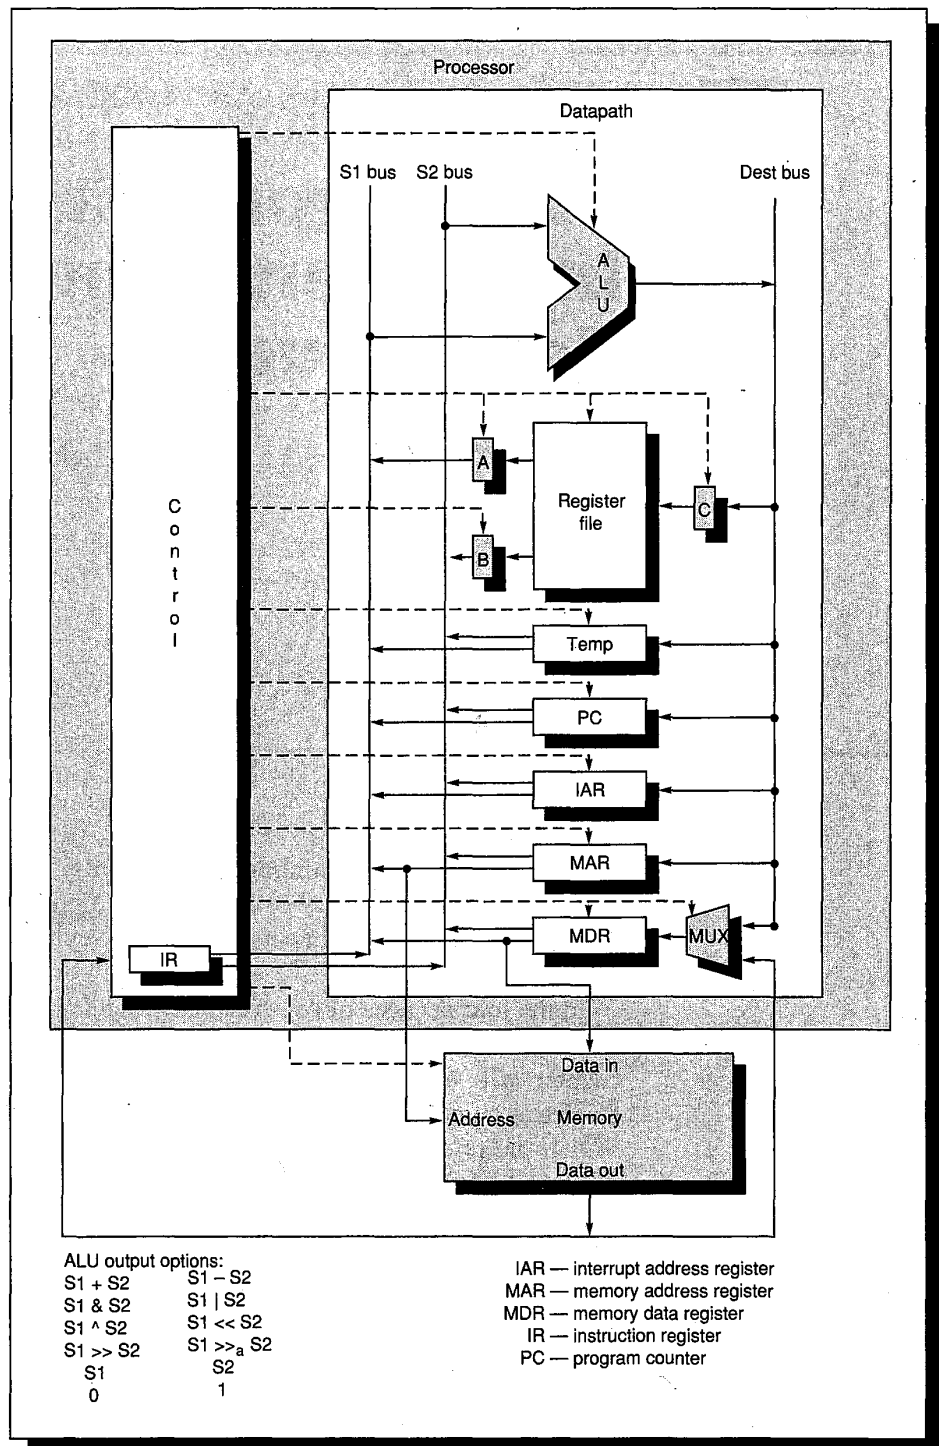 Processor
Datapath
S1 bus
S2 bus
Dest bus
ALU
A
Register
file
C
B
Control
Temp
PC
IAR
MAR
MDR
MUX
IR
Data in
Address
Memory
Data out
ALU output options:
S1 + S2
S1 – S2
S1 & S2
S1 | S2
S1 ^ S2
S1 << S2
S1 >> S2
S1 >>a S2
S1
S2
0
1
IAR — interrupt address register
MAR — memory address register
MDR — memory data register
IR — instruction register
PC — program counter